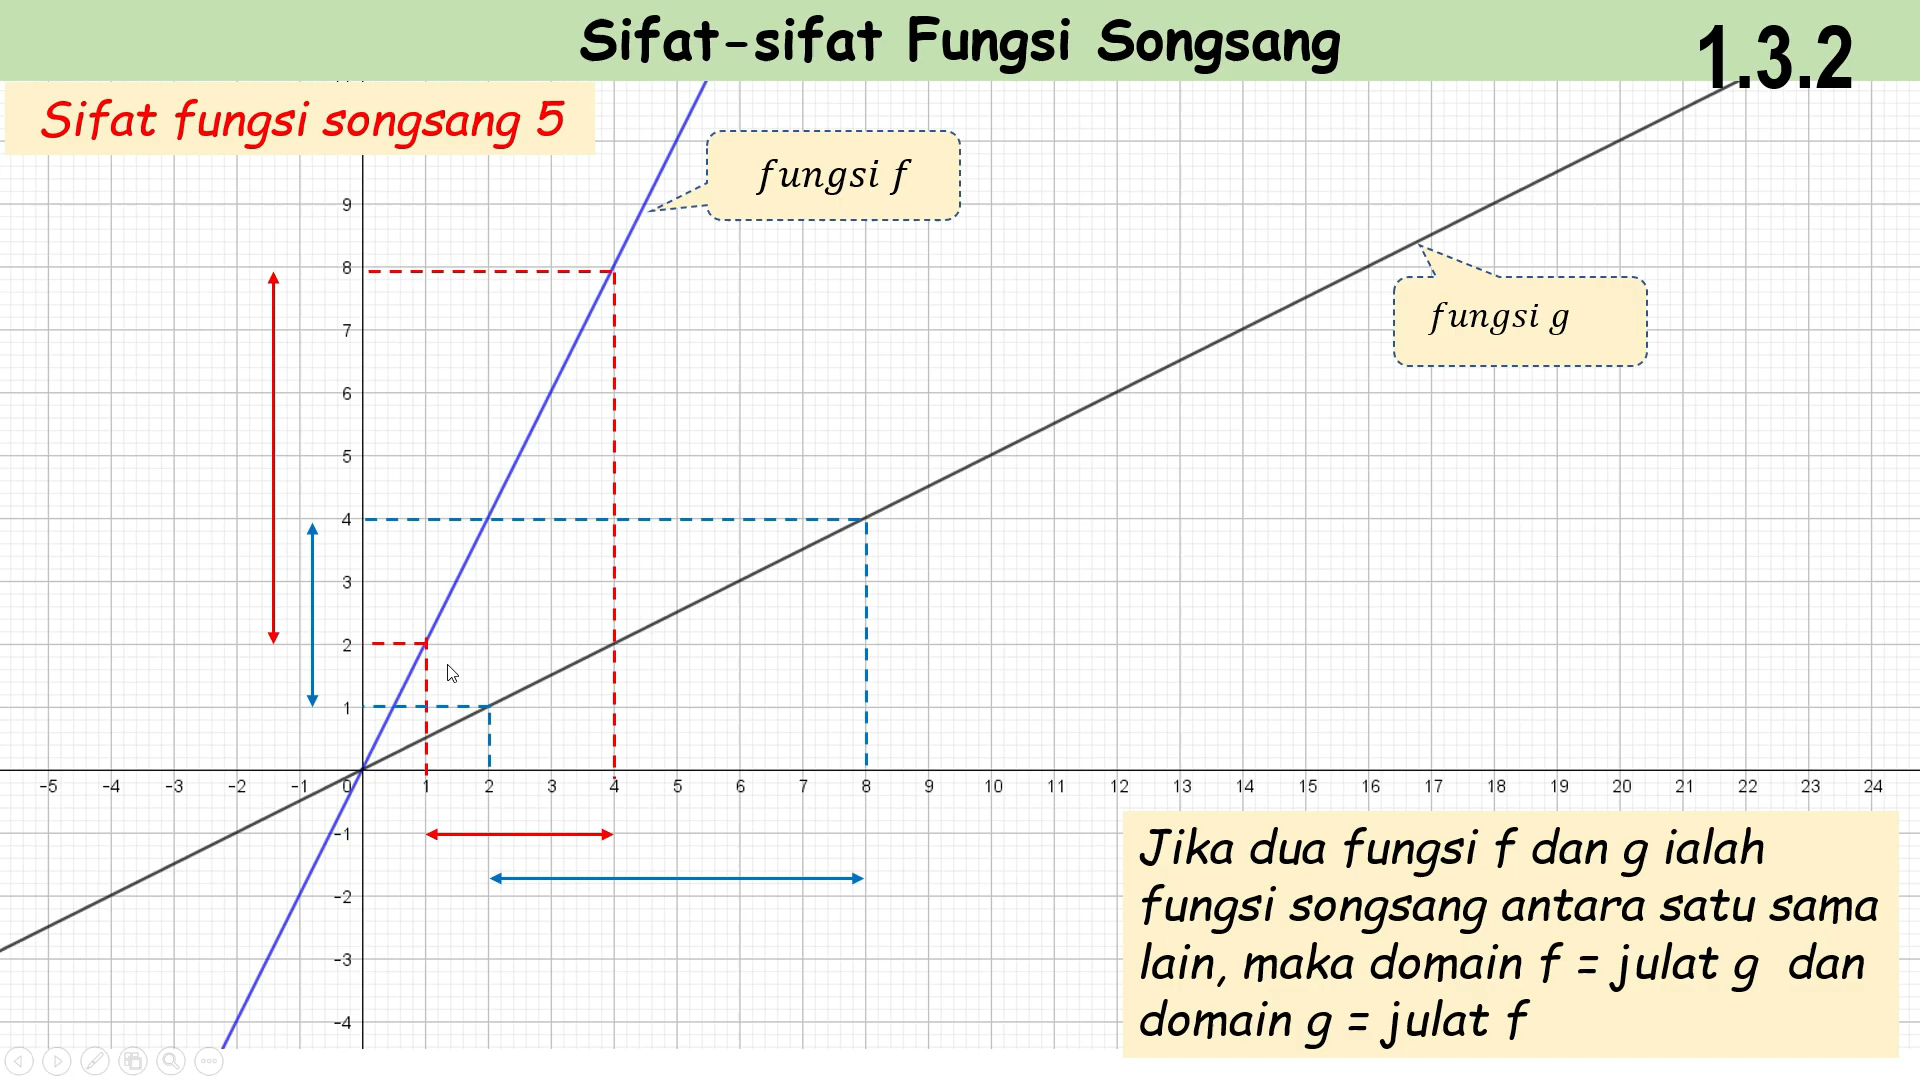 Sifat-sifat Fungsi Songsang
1.3.2
Sifat fungsi songsang 5
fungsi f
fungsi g
9
8
7
6
5
4
3
2
1
-5 -4 -3 -2 -1 0 1 2 3 4 5 6 7 8 9 10 11 12 13 14 15 16 17 18 19 20 21 22 23 24
-1
-2
-3
-4
Jika dua fungsi f dan g ialah
fungsi songsang antara satu sama
lain, maka domain f = julat g dan
domain g = julat f